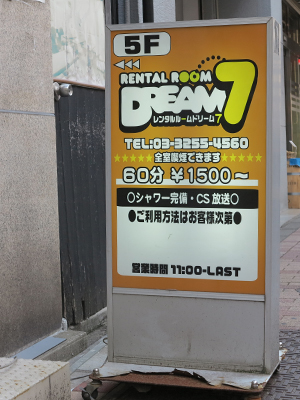 5F
RENTAL ROOM
DREAM7
レンタルルームドリーム7
TEL:03-3255-4560
全室喫煙できます
★★★★★ ★★★★★
60分 ¥1500～
○シャワー完備・CS放送○
●ご利用方法はお客様次第●
営業時間 11:00-LAST